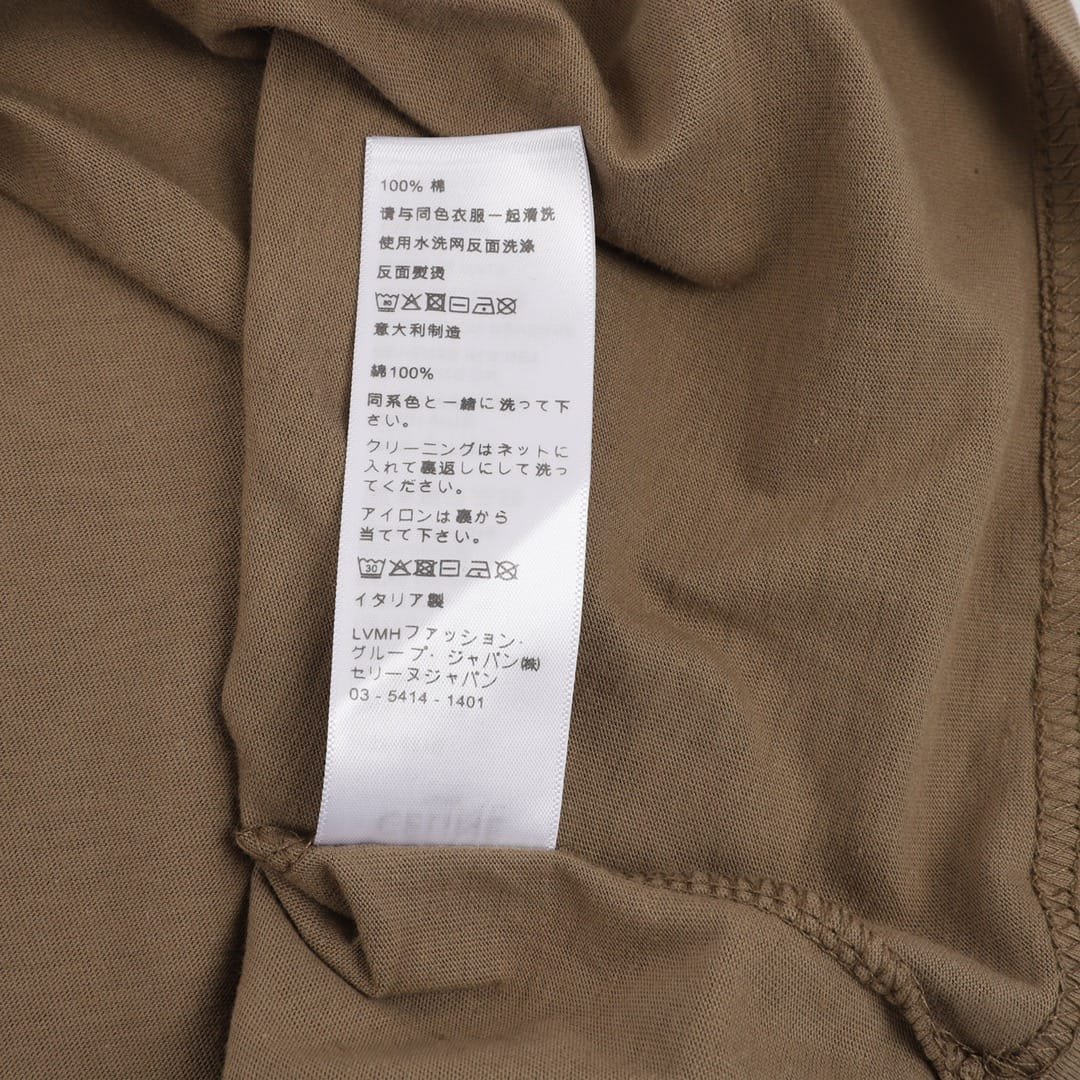 100% 棉
请与同色衣服一起清洗
使用水洗网反面洗涤
反面熨烫
30
意大利制造
綿100%
同系色と一緒に洗って下
さい。
クリーニングはネットに
入れて裏返しにして洗っ
てください。
アイロンは裏から
当てて下さい。
30
イタリア製
LVMHファッション·
グループ·ジャパン㈱
セリーヌジャパン
03 - 5414 - 1401